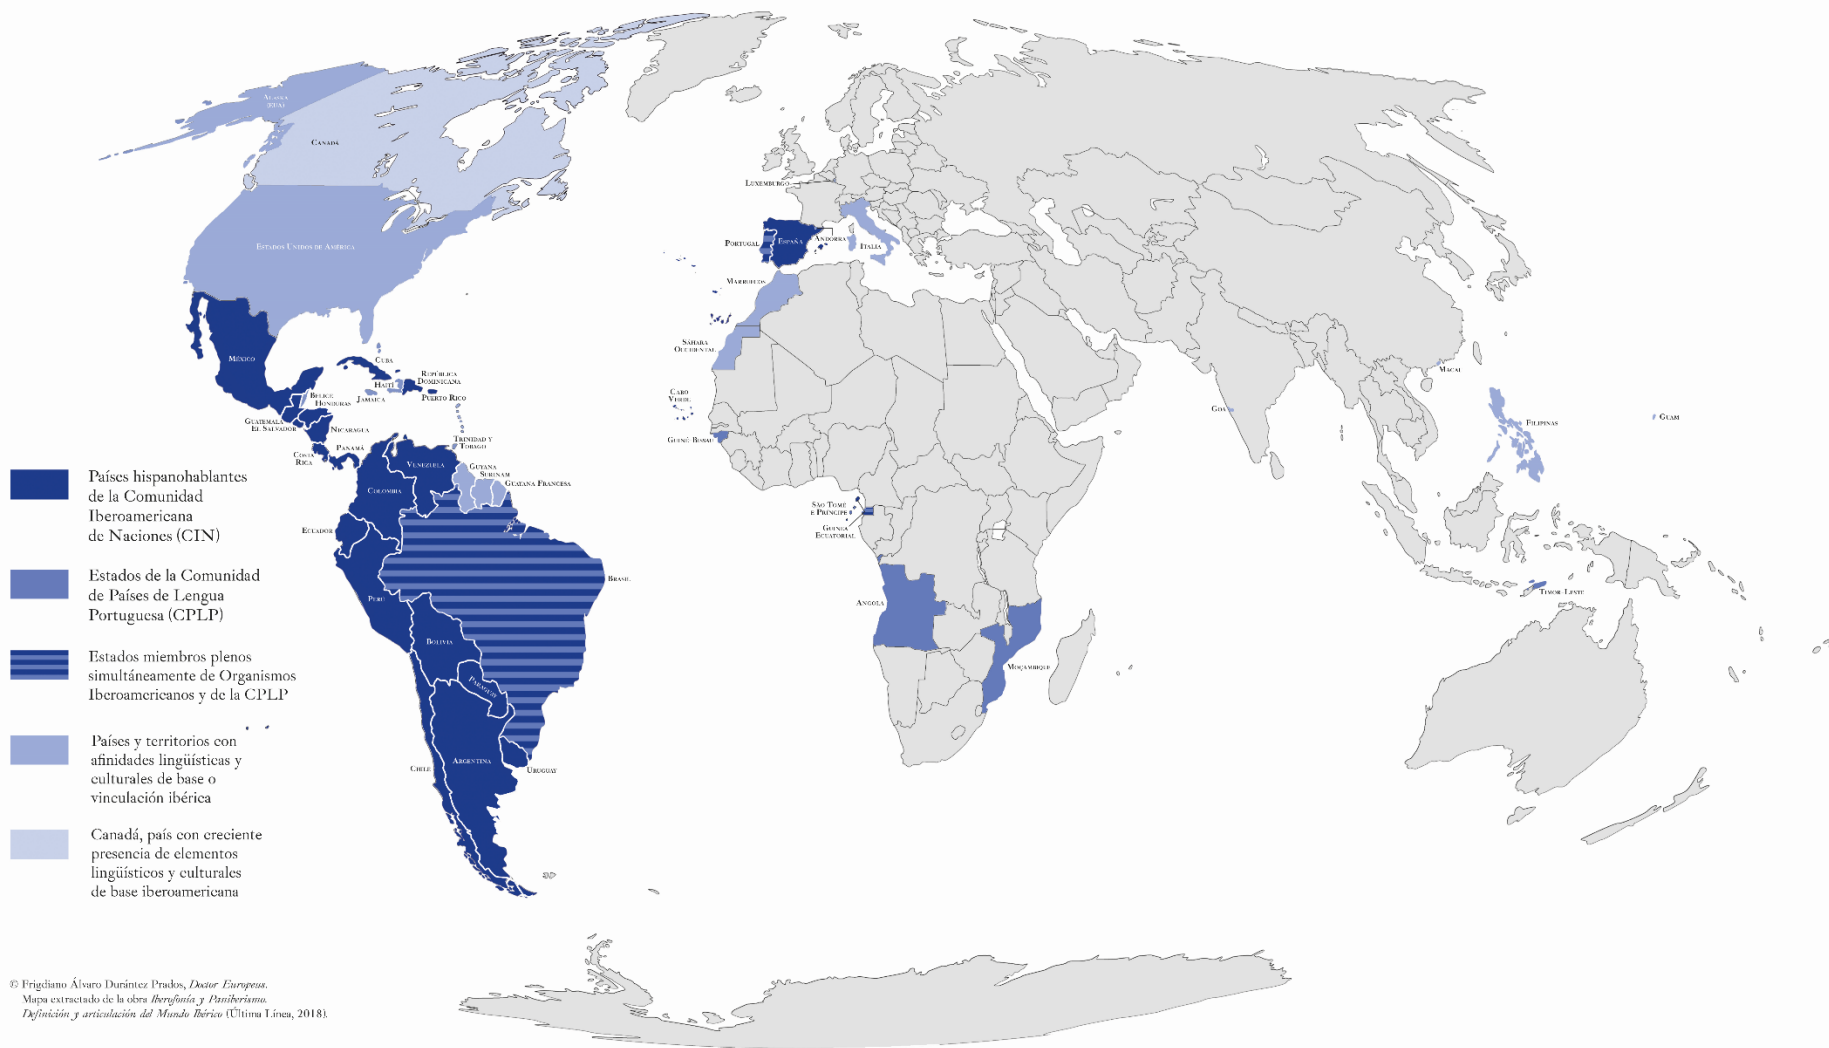 Alaska
(EUA)
Canadá
Estados Unidos de América
México
Cuba
República
Dominicana
Haití
Jamaica
Puerto Rico
Belice
Honduras
Guatemala
El Salvador
Nicaragua
Costa
Rica
Panamá
Trinidad y
Tobago
Venezuela
Guyana
Surinam
Guayana Francesa
Colombia
Ecuador
Perú
Brasil
Bolivia
Paraguay
Chile
Argentina
Uruguay
Luxemburgo
Portugal
España
Andorra
Italia
Marruecos
Sáhara
Occidental
Cabo
Verde
Guiné Bissau
São Tomé
e Príncipe
Guinea
Ecuatorial
Angola
Moçambique
Goa
Macau
Filipinas
Guam
Timor-Leste
Países hispanohablantes
de la Comunidad
Iberoamericana
de Naciones (CIN)
Estados de la Comunidad
de Países de Lengua
Portuguesa (CPLP)
Estados miembros plenos
simultáneamente de Organismos
Iberoamericanos y de la CPLP
Países y territorios con
afinidades lingüísticas y
culturales de base o
vinculación ibérica
Canadá, país con creciente
presencia de elementos
lingüísticos y culturales
de base iberoamericana
© Frigdiano Álvaro Durántez Prados, Doctor Europeus.
Mapa extractado de la obra Iberofonía y Paniberismo.
Definición y articulación del Mundo Ibérico (Última Línea, 2018).